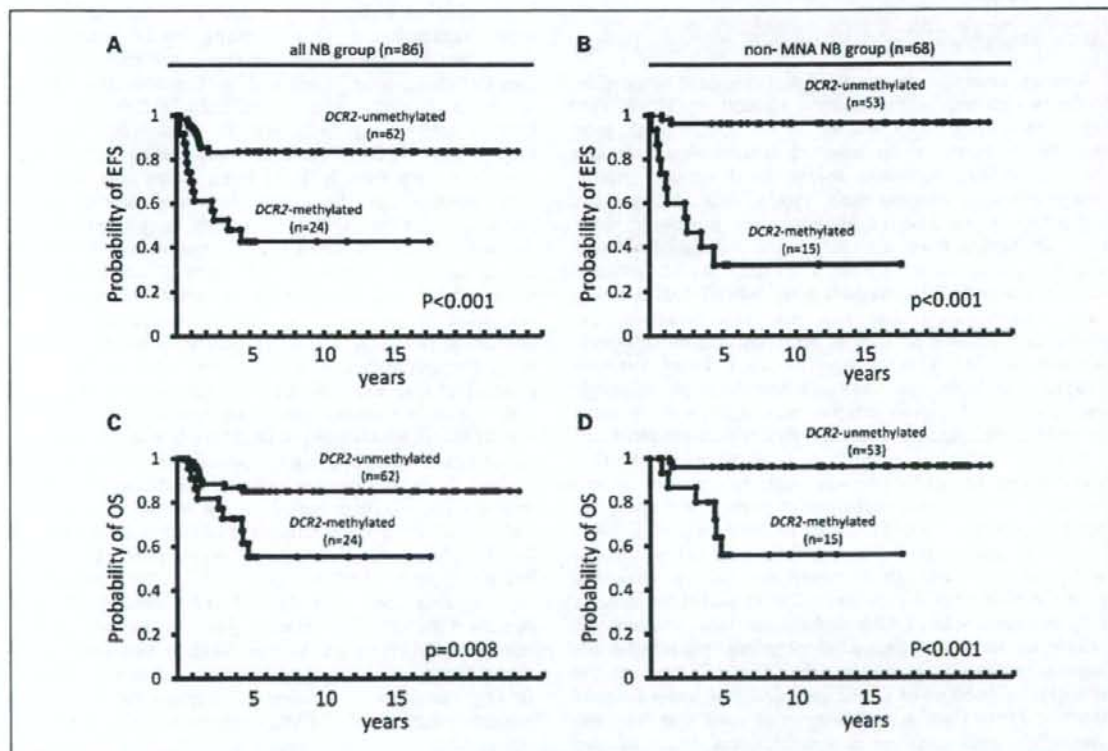 A
all NB group (n=86)
DCR2-unmethylated
(n=62)
DCR2-methylated
(n=24)
P<0.001
Probability of EFS
1
0.8
0.6
0.4
0.2
0
5 10 15
years
B
non- MNA NB group (n=68)
DCR2-unmethylated
(n=53)
DCR2-methylated
(n=15)
P<0.001
Probability of EFS
1
0.8
0.6
0.4
0.2
0
5 10 15
years
C
DCR2-unmethylated
(n=62)
DCR2-methylated
(n=24)
p=0.008
Probability of OS
1
0.8
0.6
0.4
0.2
0
5 10 15
years
D
DCR2-unmethylated
(n=53)
DCR2-methylated
(n=15)
P<0.001
Probability of OS
1
0.8
0.6
0.4
0.2
0
5 10 15
years